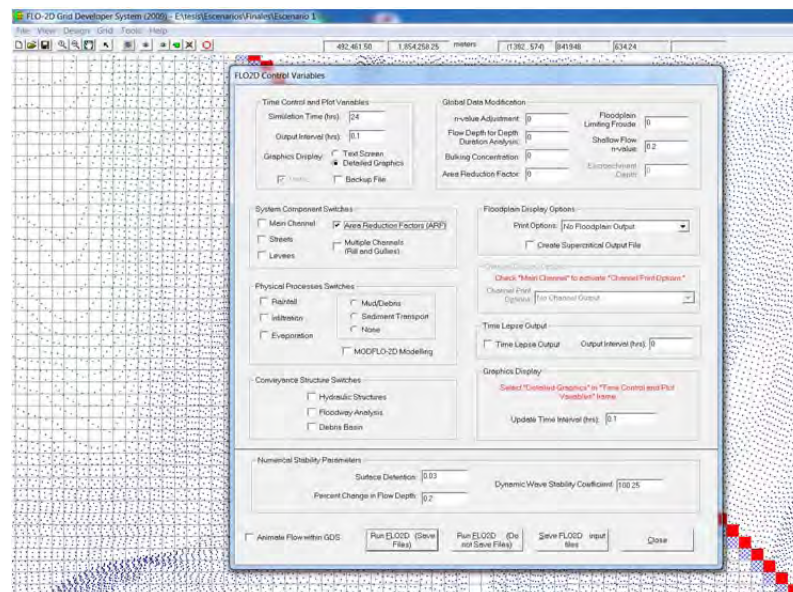 FLO-2D Grid Developer System (2009) - E:\tesis\Escenarios\Finales\Escenario 1
File View Design Grid Tools Help
492,461.50 1,854,258.25 meters (1382, 574) 841948 634.24
FLO2D Control Variables
Time Control and Plot Variables
Simulation Time (hrs): 24
Output Interval (hrs): 0.1
Graphics Display: Text Screen
Detailed Graphics
Metric Backup File
Global Data Modification
n-value Adjustment: 0
Flow Depth for Depth
Duration Analysis: 0
Bulking Concentration: 0
Area Reduction Factor: 0
Floodplain
Limiting Froude: 0
Shallow Flow
n-value: 0.2
Encroachment
Depth: 0
System Component Switches
Main Channel Area Reduction Factors (ARF)
Streets Multiple Channels
(Rill and Gullies)
Levees
Floodplain Display Options
Print Options: No Floodplain Output
Create Supercritical Output File
Check "Main Channel" to activate "Channel Print Options."
Channel Print
Options: No Channel Output
Physical Processes Switches
Rainfall Mud/Debris
Infiltration Sediment Transport
Evaporation None
MODFLO-2D Modelling
Time Lapse Output
Time Lapse Output Output Interval (hrs): 0
Conveyance Structure Switches
Hydraulic Structures
Floodway Analysis
Debris Basin
Graphics Display
Select "Detailed Graphics" in "Time Control and Plot
Variables" frame
Update Time Interval (hrs): 0.1
Numerical Stability Parameters
Surface Detention: 0.03
Percent Change in Flow Depth: 0.2
Dynamic Wave Stability Coefficient: 100.25
Animate Flow within GDS
Run FLO2D (Save
Files)
Run FLO2D (Do
not Save Files)
Save FLO2D input
files
Close